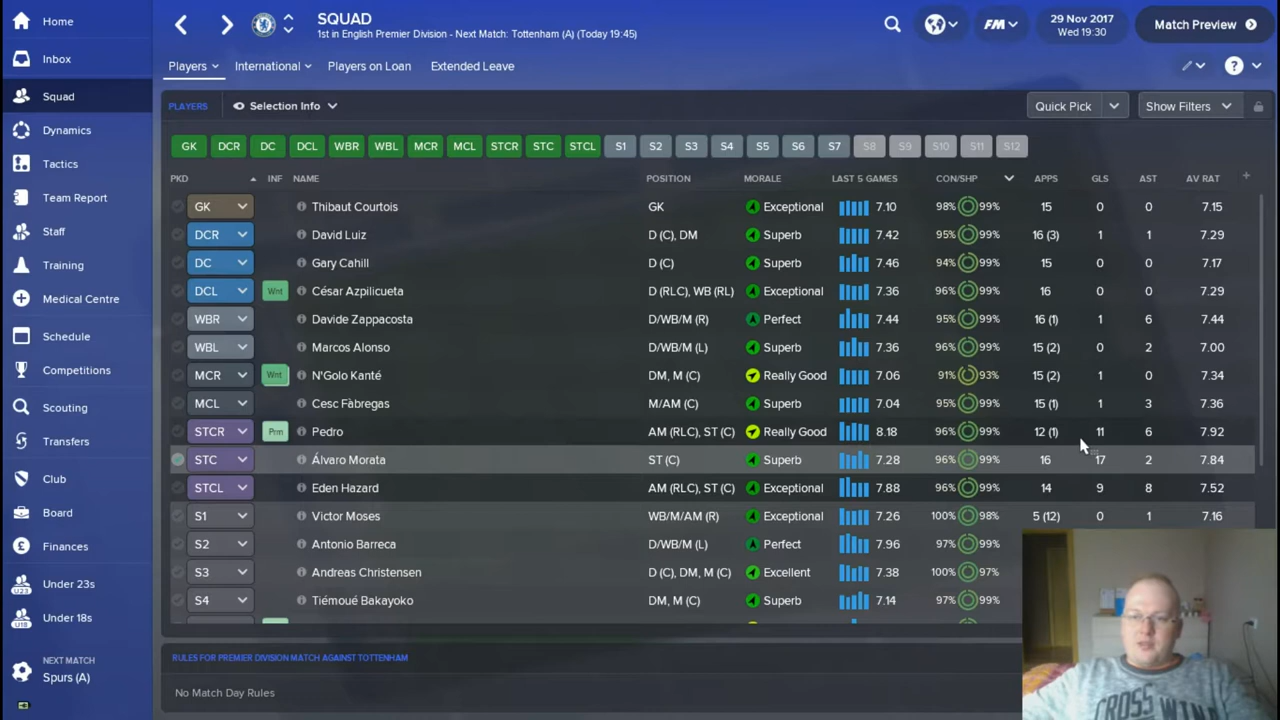 Home
Inbox
Squad
Dynamics
Tactics
Team Report
Staff
Training
Medical Centre
Schedule
Competitions
Scouting
Transfers
Club
Board
Finances
Under 23s
Under 18s
NEXT MATCH
Spurs (A)
SQUAD
1st in English Premier Division - Next Match: Tottenham (A) (Today 19:45)
FM
29 Nov 2017
Wed 19:30
Match Preview
Players International Players on Loan Extended Leave
PLAYERS Selection Info Quick Pick Show Filters
GK DCR DC DCL WBR WBL MCR MCL STCR STC STCL S1 S2 S3 S4 S5 S6 S7 S8 S9 S10 S11 S12
PKD INF NAME POSITION MORALE LAST 5 GAMES CON/SHP APPS GLS AST AV RAT
GK Thibaut Courtois GK Exceptional 7.10 98% 99% 15 0 0 7.15
DCR David Luiz D (C), DM Superb 7.42 95% 99% 16 (3) 1 1 7.29
DC Gary Cahill D (C) Superb 7.46 94% 99% 15 0 0 7.17
DCL Wnt César Azpilicueta D (RLC), WB (RL) Exceptional 7.36 96% 99% 16 0 0 7.29
WBR Davide Zappacosta D/WB/M (R) Perfect 7.44 95% 99% 16 (1) 1 6 7.44
WBL Marcos Alonso D/WB/M (L) Superb 7.36 96% 99% 15 (2) 0 2 7.00
MCR Wnt N'Golo Kanté DM, M (C) Really Good 7.06 91% 93% 15 (2) 1 0 7.34
MCL Cesc Fàbregas M/AM (C) Superb 7.04 95% 99% 15 (1) 1 3 7.36
STCR Prm Pedro AM (RLC), ST (C) Really Good 8.18 96% 99% 12 (1) 11 6 7.92
STC Álvaro Morata ST (C) Superb 7.28 96% 99% 16 17 2 7.84
STCL Eden Hazard AM (RLC), ST (C) Exceptional 7.88 96% 99% 14 9 8 7.52
S1 Victor Moses WB/M/AM (R) Exceptional 7.26 100% 98% 5 (12) 0 1 7.16
S2 Antonio Barreca D/WB/M (L) Perfect 7.96 97% 99%
S3 Andreas Christensen D (C), DM, M (C) Excellent 7.38 100% 97%
S4 Tiémoué Bakayoko DM, M (C) Superb 7.14 97% 99%
RULES FOR PREMIER DIVISION MATCH AGAINST TOTTENHAM
No Match Day Rules
CROSS WIN